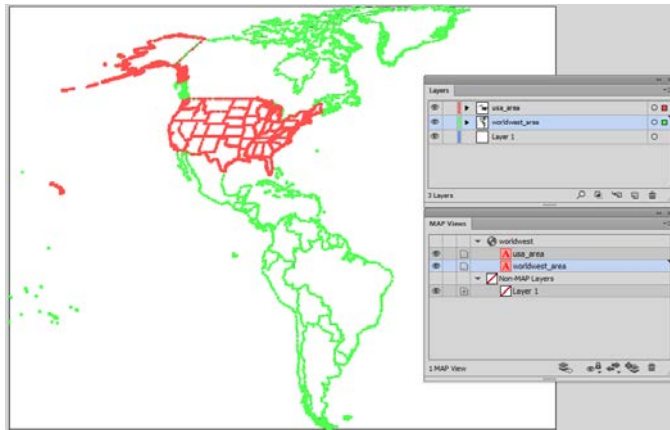 Layers
usa_area
worldwest_area
Layer 1
3 Layers
MAP Views
worldwest
usa_area
worldwest_area
Non-MAP Layers
Layer 1
1 MAP View